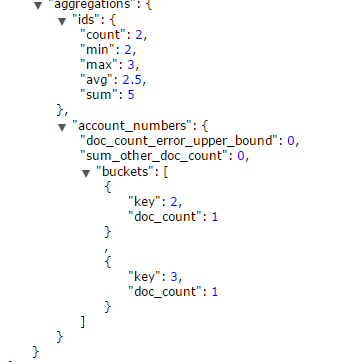 "aggregations": {
"ids": {
"count": 2,
"min": 2,
"max": 3,
"avg": 2.5,
"sum": 5
},
"account_numbers": {
"doc_count_error_upper_bound": 0,
"sum_other_doc_count": 0,
"buckets": [
{
"key": 2,
"doc_count": 1
}
,
{
"key": 3,
"doc_count": 1
}
]
}
}